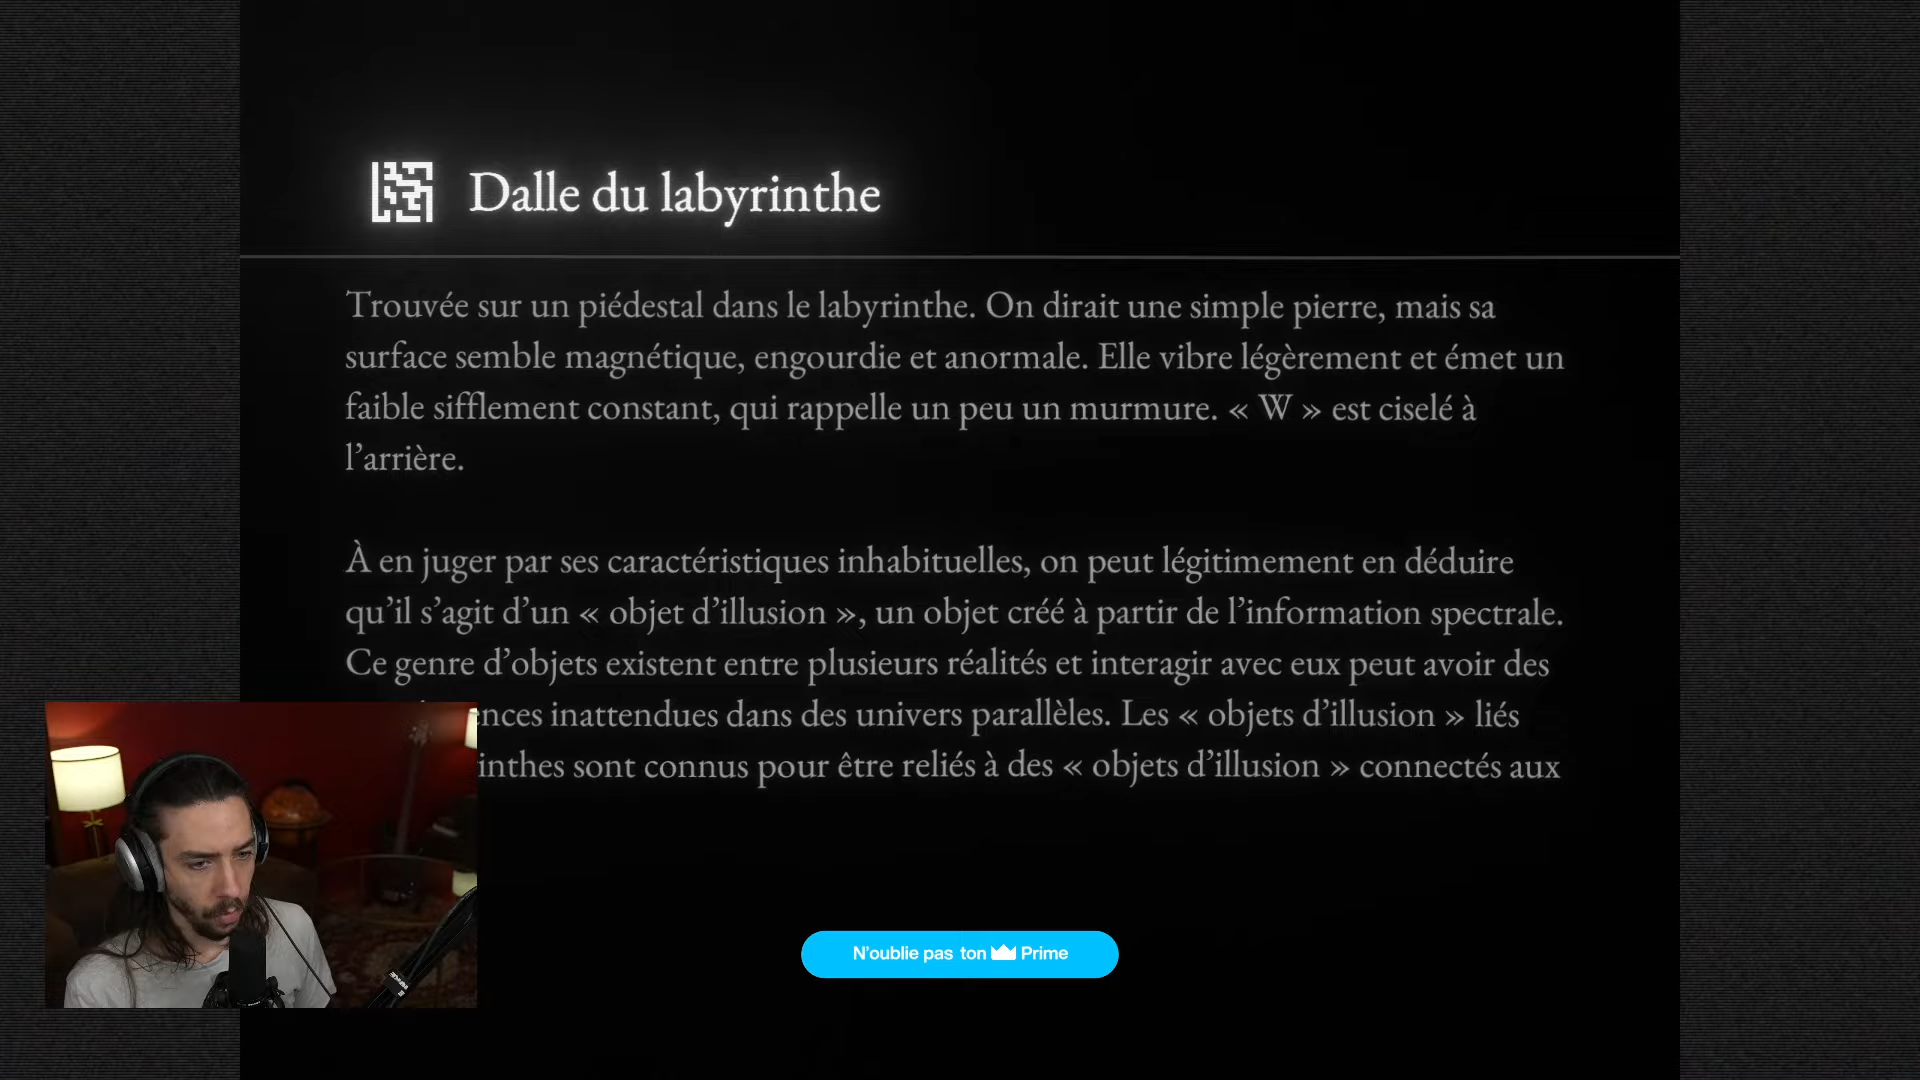 Dalle du labyrinthe
Trouvée sur un piédestal dans le labyrinthe. On dirait une simple pierre, mais sa
surface semble magnétique, engourdie et anormale. Elle vibre légèrement et émet un
faible sifflement constant, qui rappelle un peu un murmure. « W » est ciselé à
l’arrière.
À en juger par ses caractéristiques inhabituelles, on peut légitimement en déduire
qu’il s’agit d’un « objet d’illusion », un objet créé à partir de l’information spectrale.
Ce genre d’objets existent entre plusieurs réalités et interagir avec eux peut avoir des
ences inattendues dans des univers parallèles. Les « objets d’illusion » liés
inthes sont connus pour être reliés à des « objets d’illusion » connectés aux
N'oublie pas ton Prime